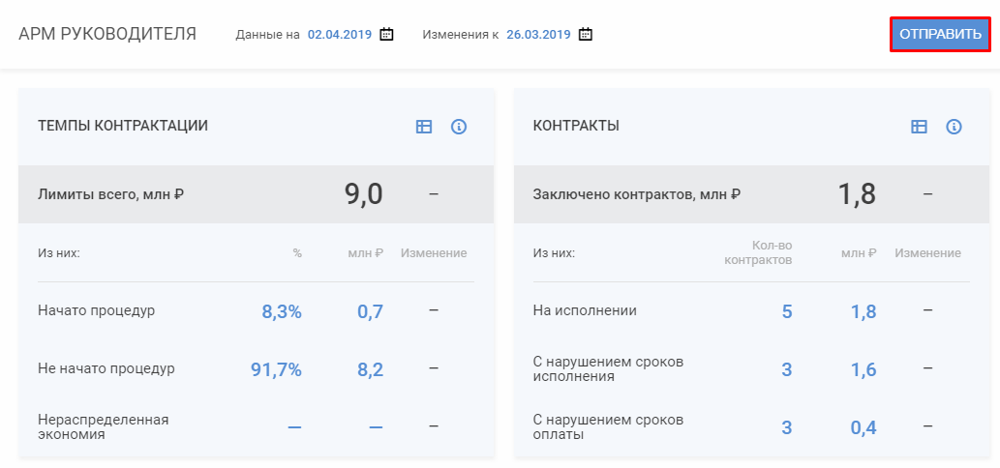 АРМ РУКОВОДИТЕЛЯ Данные на 02.04.2019 Изменения к 26.03.2019 ОТПРАВИТЬ
ТЕМПЫ КОНТРАКТАЦИИ
Лимиты всего, млн ₽ 9,0 –
Из них: % млн ₽ Изменение
Начато процедур 8,3% 0,7 –
Не начато процедур 91,7% 8,2 –
Нераспределенная
экономия — — –
КОНТРАКТЫ
Заключено контрактов, млн ₽ 1,8 –
Из них: Кол-во
контрактов млн ₽ Изменение
На исполнении 5 1,8 –
С нарушением сроков
исполнения 3 1,6 –
С нарушением сроков
оплаты 3 0,4 –